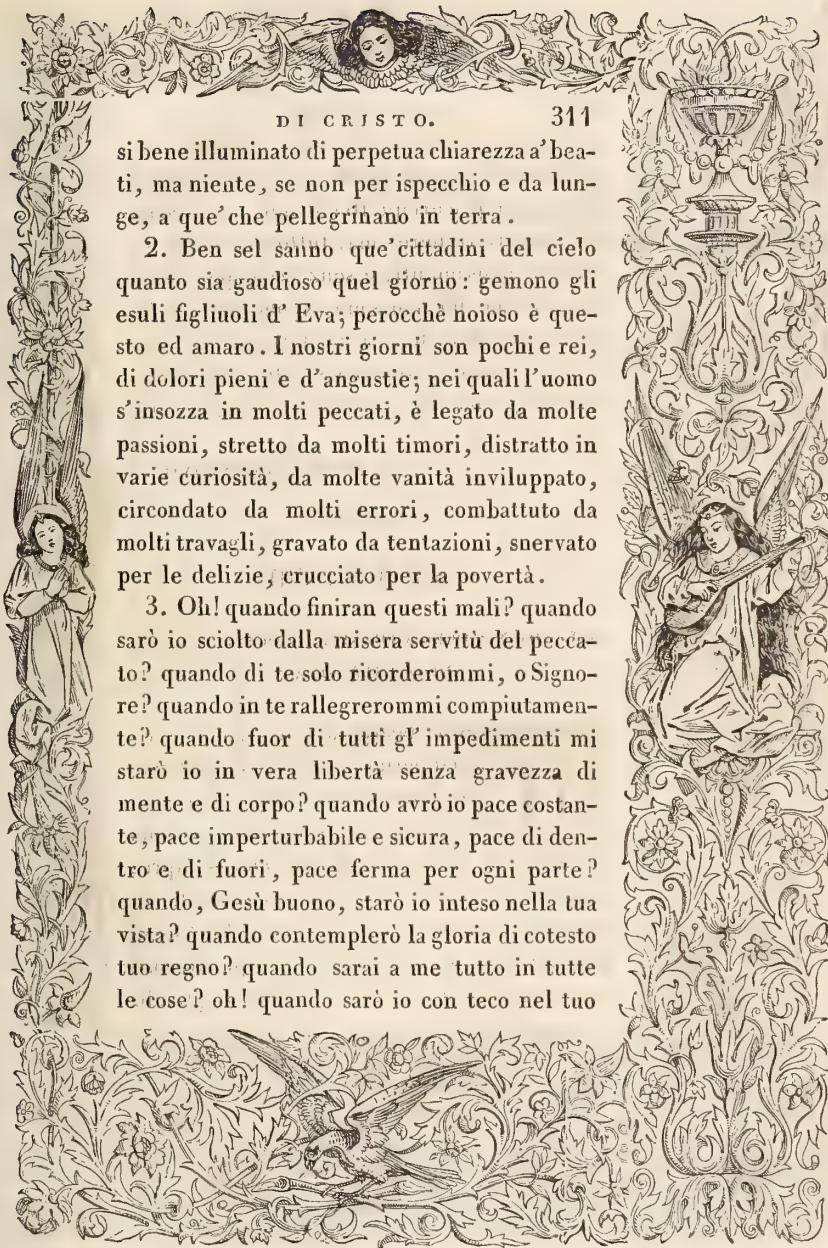 DI CRISTO. 311
si bene illuminato di perpetua chiarezza a' bea-
ti, ma niente, se non per ispecchio e da lun-
ge, a que' che pellegrinano in terra.
2. Ben sel sanno que' cittadini del cielo
quanto sia gaudioso quel giorno: gemono gli
esuli figliuoli d' Eva; perocchè noioso è que-
sto ed amaro. I nostri giorni son pochi e rei,
di dolori pieni e d'angustie; nei quali l'uomo
s'insozza in molti peccati, è legato da molte
passioni, stretto da molti timori, distratto in
varie curiosità, da molte vanità inviluppato,
circondato da molti errori, combattuto da
molti travagli, gravato da tentazioni, snervato
per le delizie, crucciato per la povertà.
3. Oh! quando finiran questi mali? quando
sarò io sciolto dalla misera servitù del pecca-
to? quando di te solo ricorderommi, o Signo-
re? quando in te rallegrerommi compiutamen-
te? quando fuor di tutti gl' impedimenti mi
starò io in vera libertà senza gravezza di
mente e di corpo? quando avrò io pace costan-
te, pace imperturbabile e sicura, pace di den-
tro e di fuori, pace ferma per ogni parte?
quando, Gesù buono, starò io inteso nella tua
vista? quando contemplerò la gloria di cotesto
tuo regno? quando sarai a me tutto in tutte
le cose? oh! quando sarò io con teco nel tuo